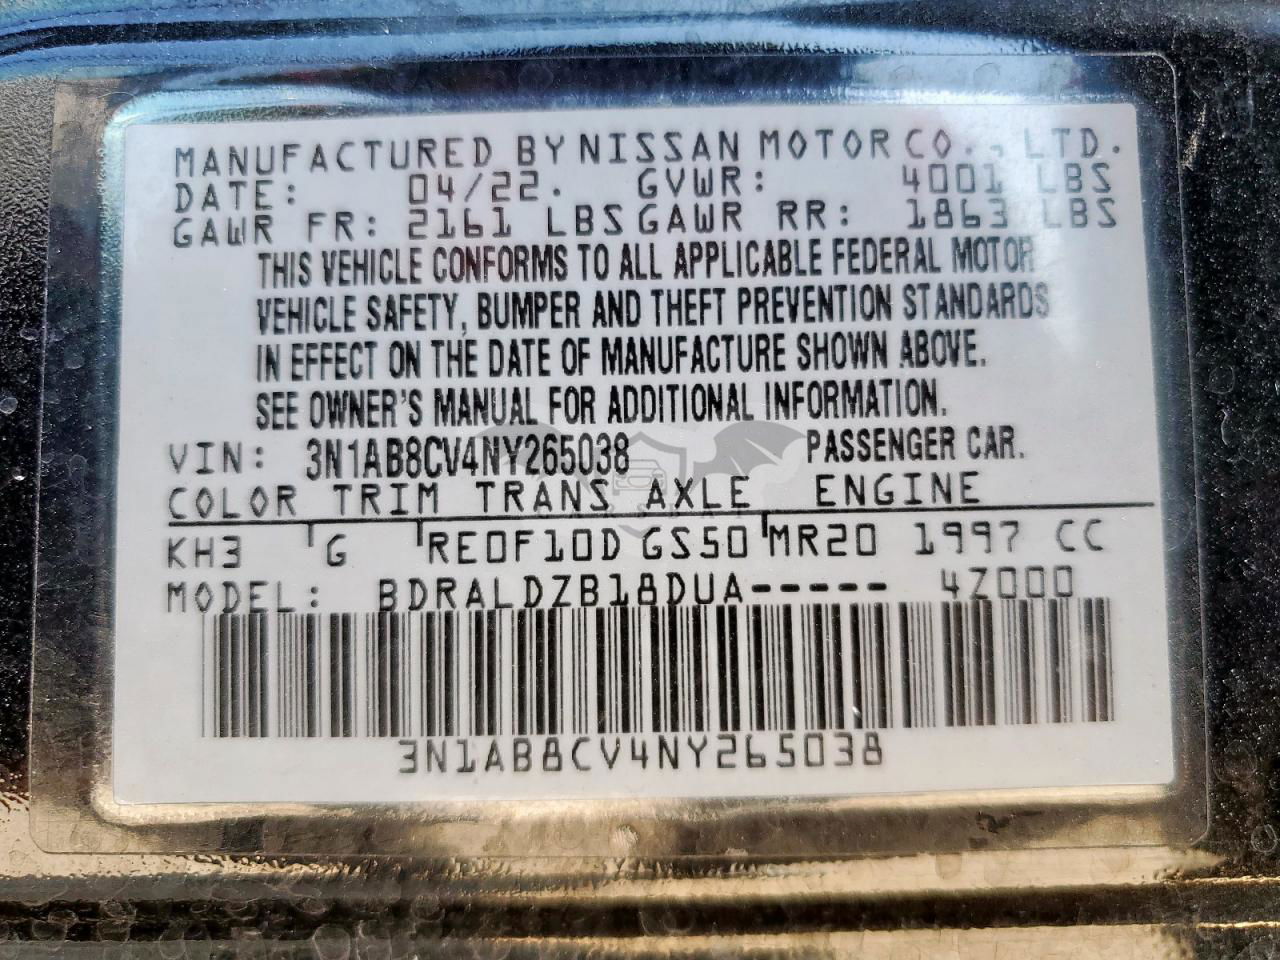 MANUFACTURED BY NISSAN MOTOR CO., LTD.
DATE: 04/22. GVWR: 4001 LBS
GAWR FR: 2161 LBS GAWR RR: 1863 LBS
THIS VEHICLE CONFORMS TO ALL APPLICABLE FEDERAL MOTOR
VEHICLE SAFETY, BUMPER AND THEFT PREVENTION STANDARDS
IN EFFECT ON THE DATE OF MANUFACTURE SHOWN ABOVE.
SEE OWNER'S MANUAL FOR ADDITIONAL INFORMATION.
VIN: 3N1AB8CV4NY265038 PASSENGER CAR.
COLOR TRIM TRANS AXLE ENGINE
KH3 G RE0F10D GS50 MR20 1997 CC
MODEL: BDRALDZB18DUA----- 4Z000
3N1AB8CV4NY265038